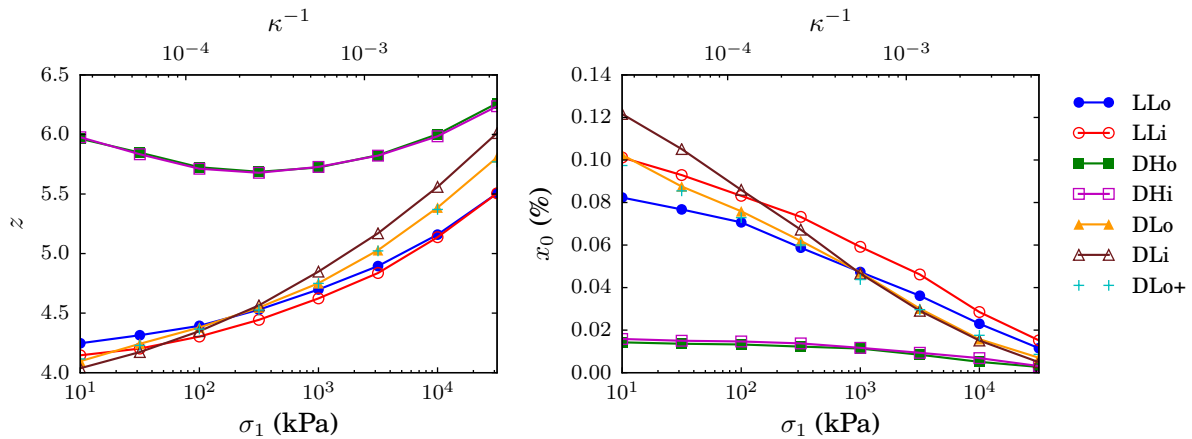 κ⁻¹
10⁻⁴ 10⁻³
6.5
6.0
5.5
5.0
4.5
4.0
z
10¹ 10² 10³ 10⁴
σ₁ (kPa)
κ⁻¹
10⁻⁴ 10⁻³
0.14
0.12
0.10
0.08
0.06
0.04
0.02
0.00
x₀ (%)
10¹ 10² 10³ 10⁴
σ₁ (kPa)
LLo
LLi
DHo
DHi
DLo
DLi
DLo+